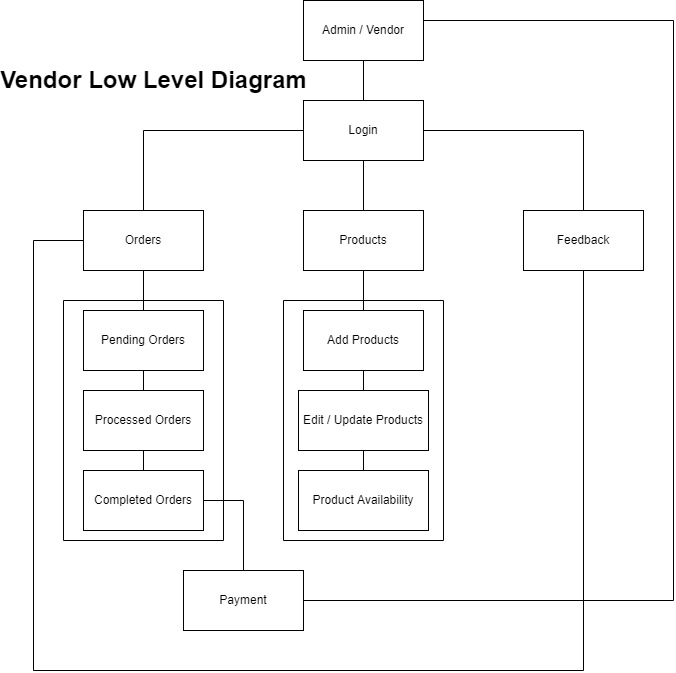 Admin / Vendor
Vendor Low Level Diagram
Login
Orders
Products
Feedback
Pending Orders
Add Products
Processed Orders
Edit / Update Products
Completed Orders
Product Availability
Payment